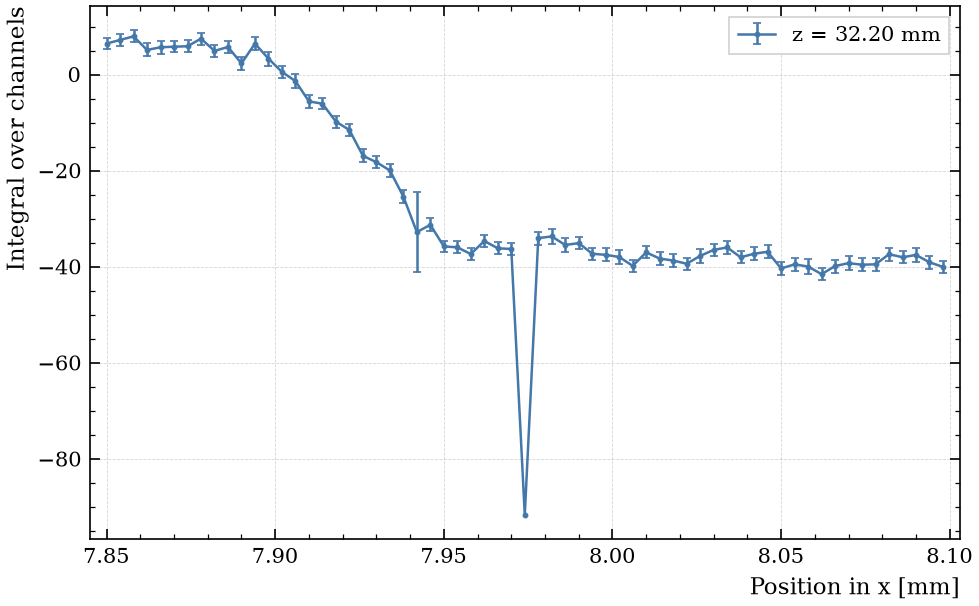 Integral over channels
0
−20
−40
−60
−80
z = 32.20 mm
7.85 7.90 7.95 8.00 8.05 8.10
Position in x [mm]